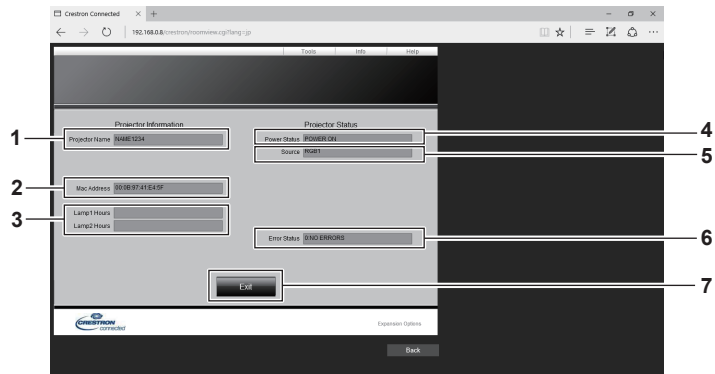 Crestron Connected
192.168.0.8/crestron/roomview.cgi?lang=jp
Tools Info Help
Projector Information
Projector Status
1 Projector Name NAME1234
Power Status POWER ON 4
Source RGB1 5
2 Mac Address 00:0B:97:41:E4:5F
3 Lamp1 Hours
Lamp2 Hours
Error Status 0:NO ERRORS 6
Exit 7
CRESTRON
connected
Expansion Options
Back